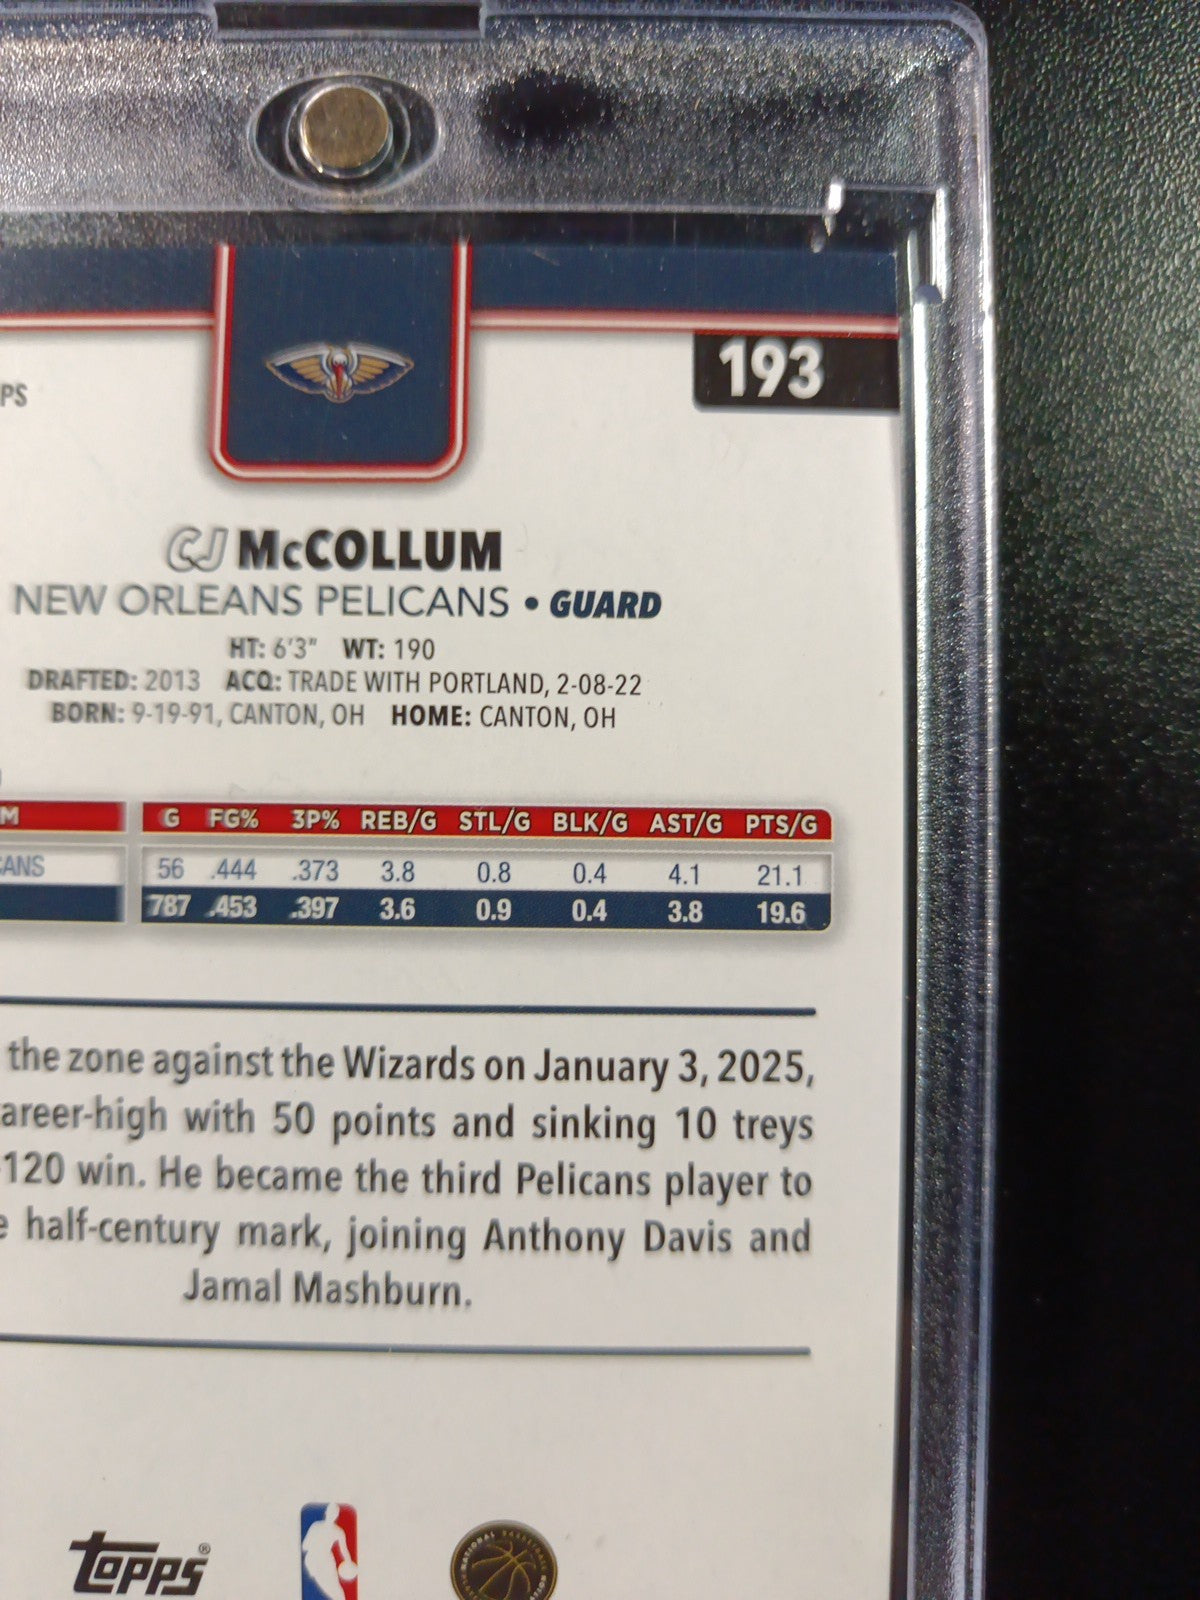 193
PS
CJ McCOLLUM
NEW ORLEANS PELICANS • GUARD
HT: 6'3" WT: 190
DRAFTED: 2013 ACQ: TRADE WITH PORTLAND, 2-08-22
BORN: 9-19-91, CANTON, OH HOME: CANTON, OH
M G FG% 3P% REB/G STL/G BLK/G AST/G PTS/G
CANS 56 .444 .373 3.8 0.8 0.4 4.1 21.1
787 .453 .397 3.6 0.9 0.4 3.8 19.6
the zone against the Wizards on January 3, 2025,
areer-high with 50 points and sinking 10 treys
-120 win. He became the third Pelicans player to
e half-century mark, joining Anthony Davis and
Jamal Mashburn.
topps®
NATIONAL BASKETBALL